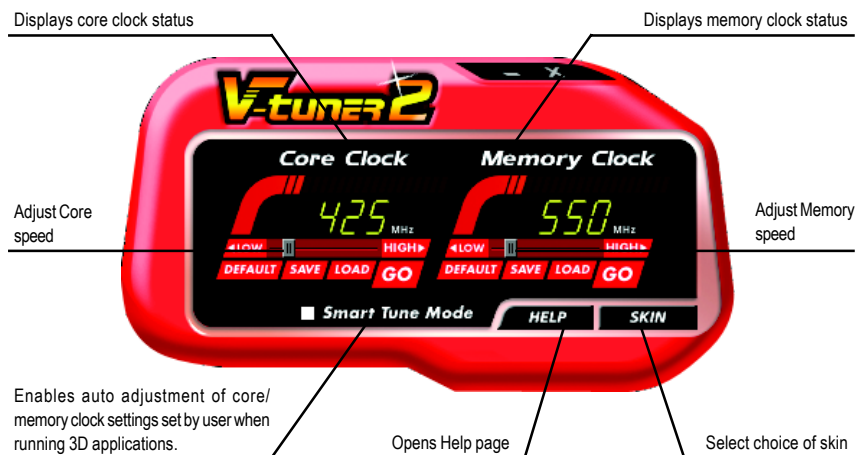 Displays core clock status
Displays memory clock status
V-TUNER 2
Core Clock
Memory Clock
Adjust Core
speed
425 MHz
550 MHz
Adjust Memory
speed
LOW
HIGH
LOW
HIGH
DEFAULT SAVE LOAD GO
DEFAULT SAVE LOAD GO
Smart Tune Mode
HELP
SKIN
Enables auto adjustment of core/
memory clock settings set by user when
running 3D applications.
Opens Help page
Select choice of skin